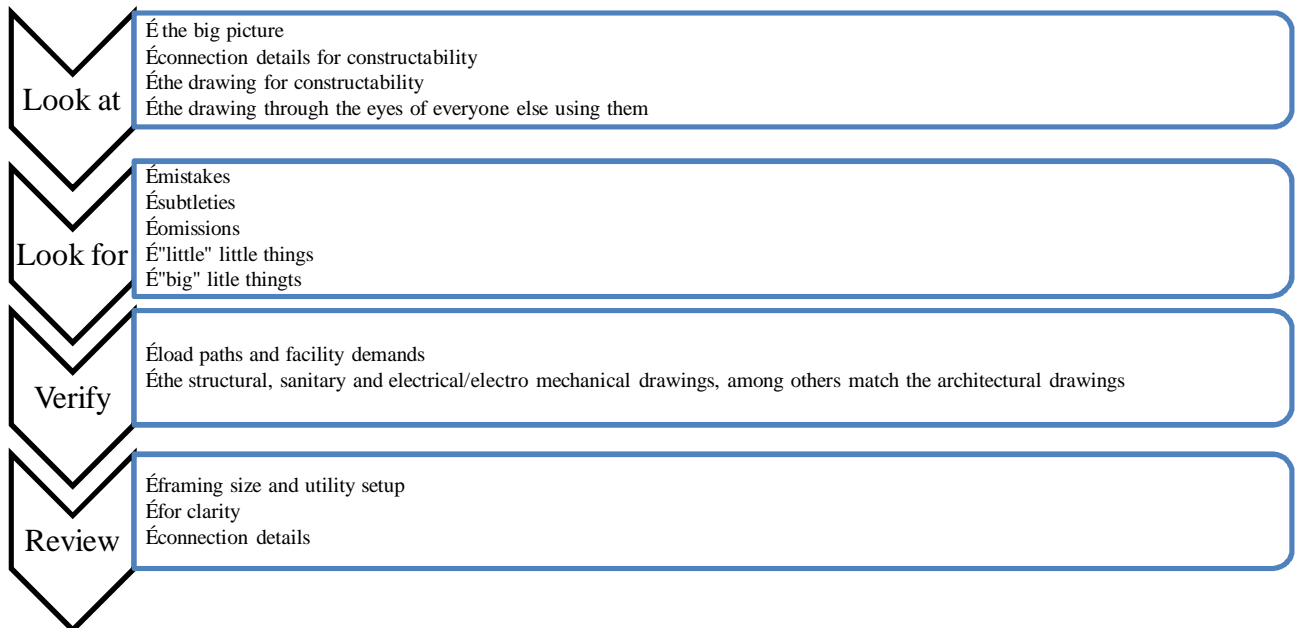 Look at
É the big picture
Éconnection details for constructability
Éthe drawing for constructability
Éthe drawing through the eyes of everyone else using them
Look for
Émistakes
Ésubtleties
Éomissions
É"little" little things
É"big" litle thingts
Verify
Éload paths and facility demands
Éthe structural, sanitary and electrical/electro mechanical drawings, among others match the architectural drawings
Review
Éframing size and utility setup
Éfor clarity
Éconnection details